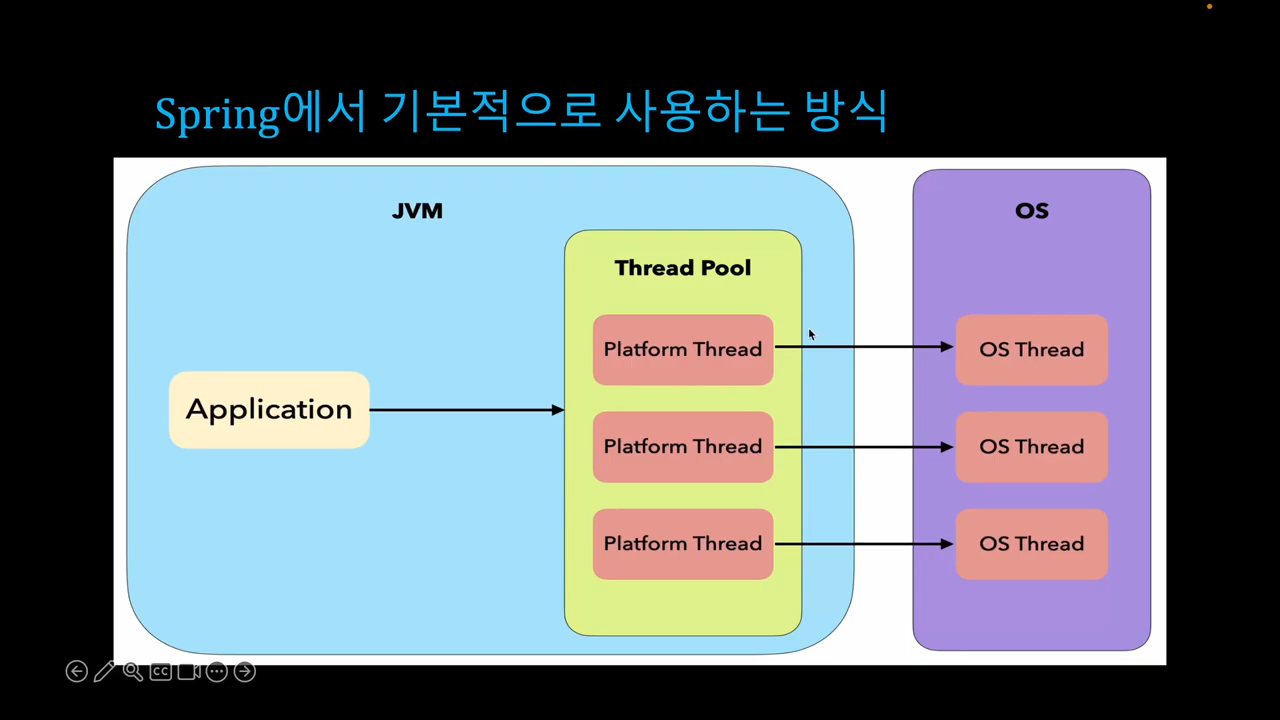 Spring에서 기본적으로 사용하는 방식
JVM
OS
Thread Pool
Application
Platform Thread
OS Thread
Platform Thread
OS Thread
Platform Thread
OS Thread
CC